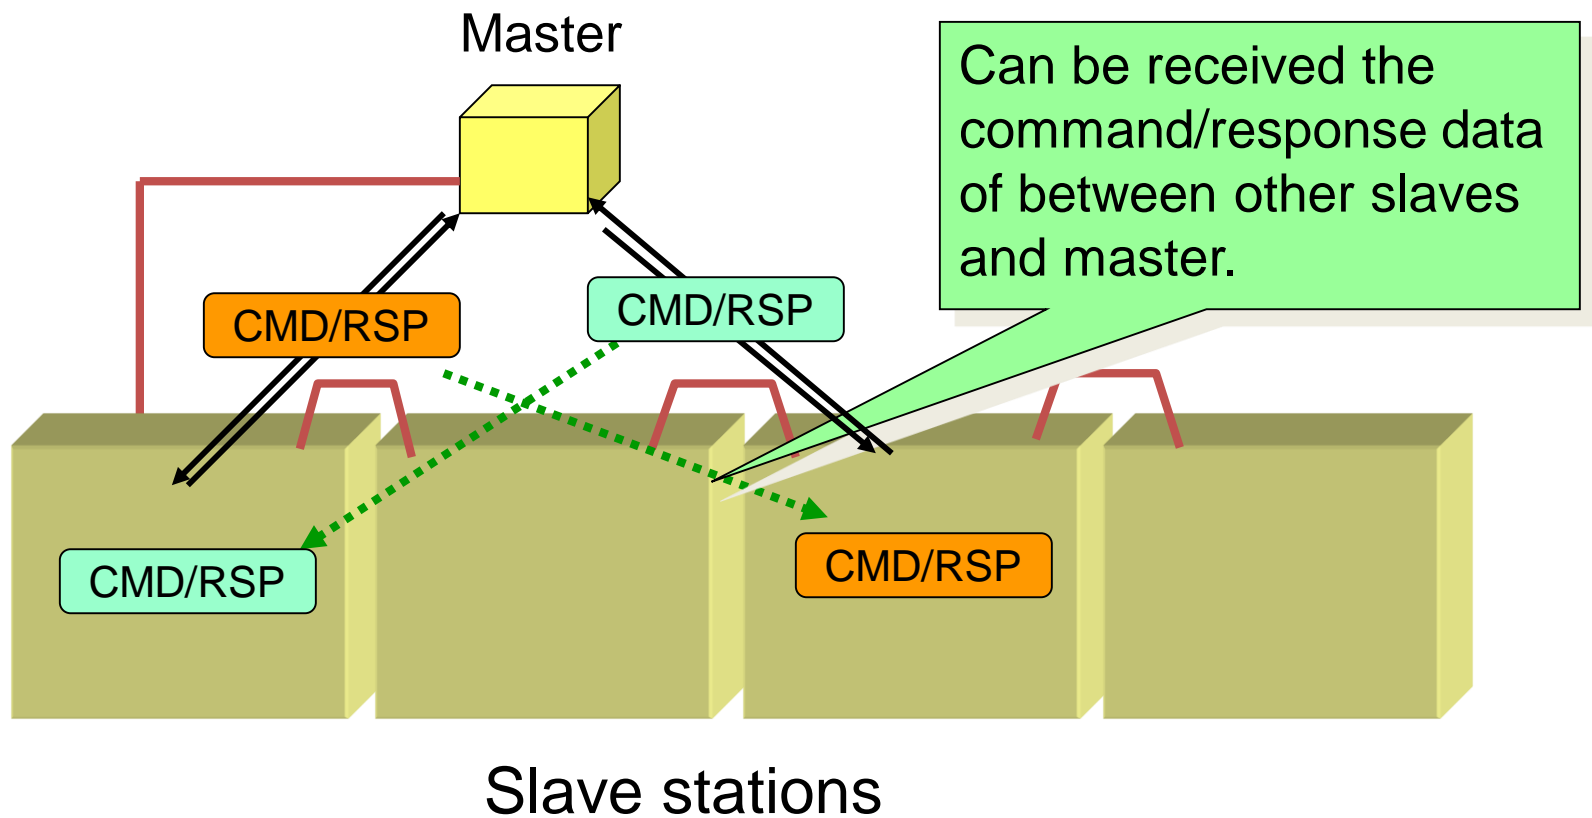 Master
Can be received the
command/response data
of between other slaves
and master.
CMD/RSP
CMD/RSP
CMD/RSP
CMD/RSP
Slave stations